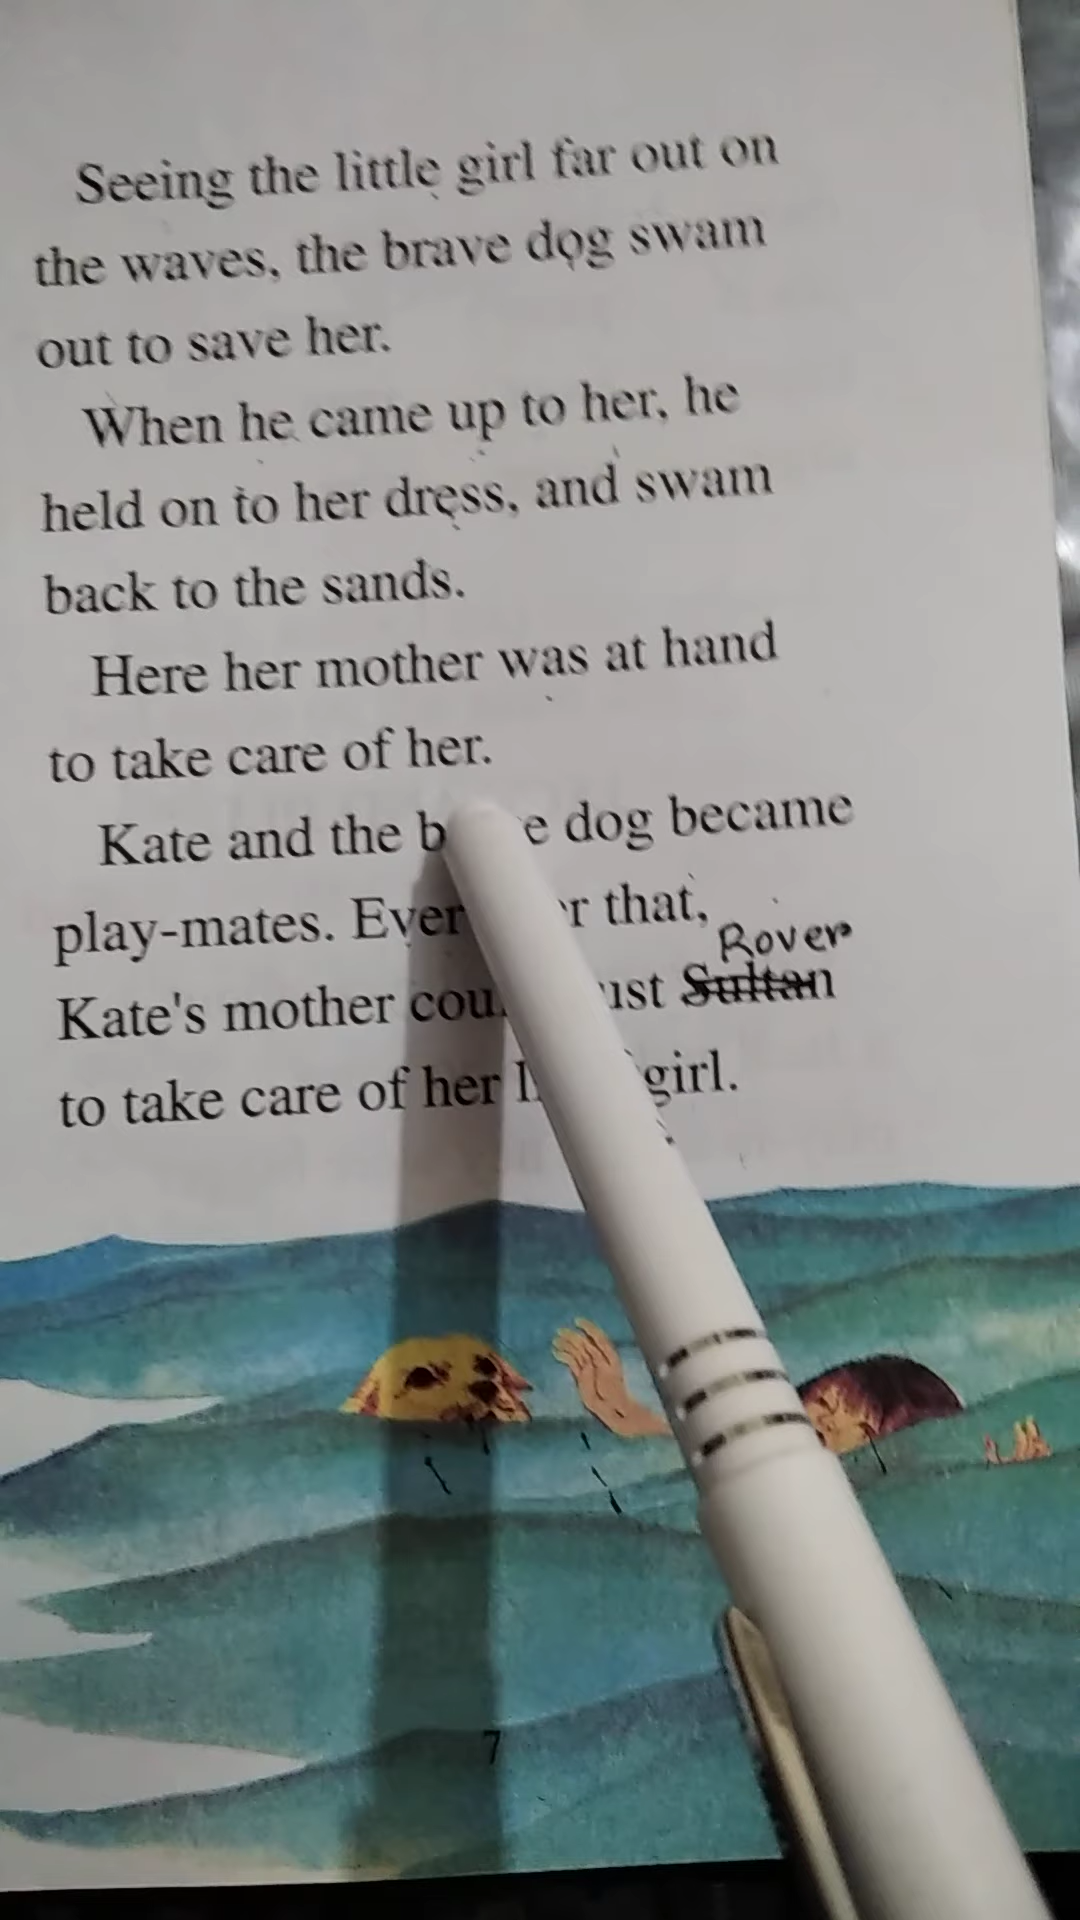 Seeing the little girl far out on
the waves, the brave dog swam
out to save her.
When he came up to her, he
held on to her dress, and swam
back to the sands.
Here her mother was at hand
to take care of her.
Kate and the dog became
play-mates. Ever that,
Rover
Kate's mother Sultan
to take care of her girl.
7